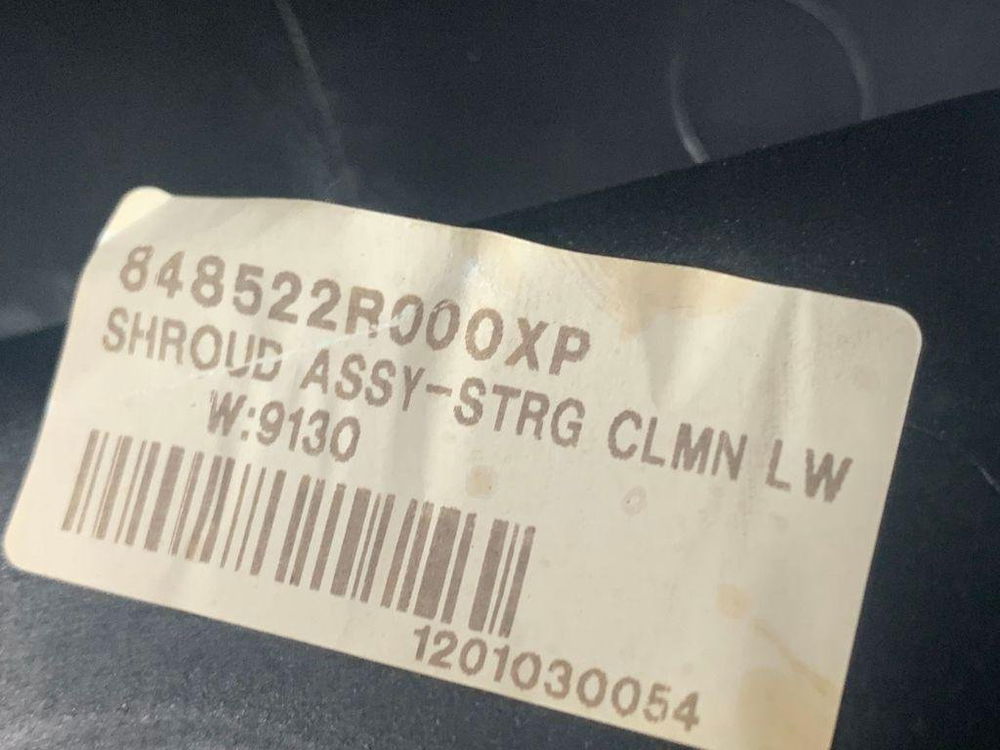 848522R000XP
SHROUD ASSY-STRG CLMN LW
W:9130
1201030054